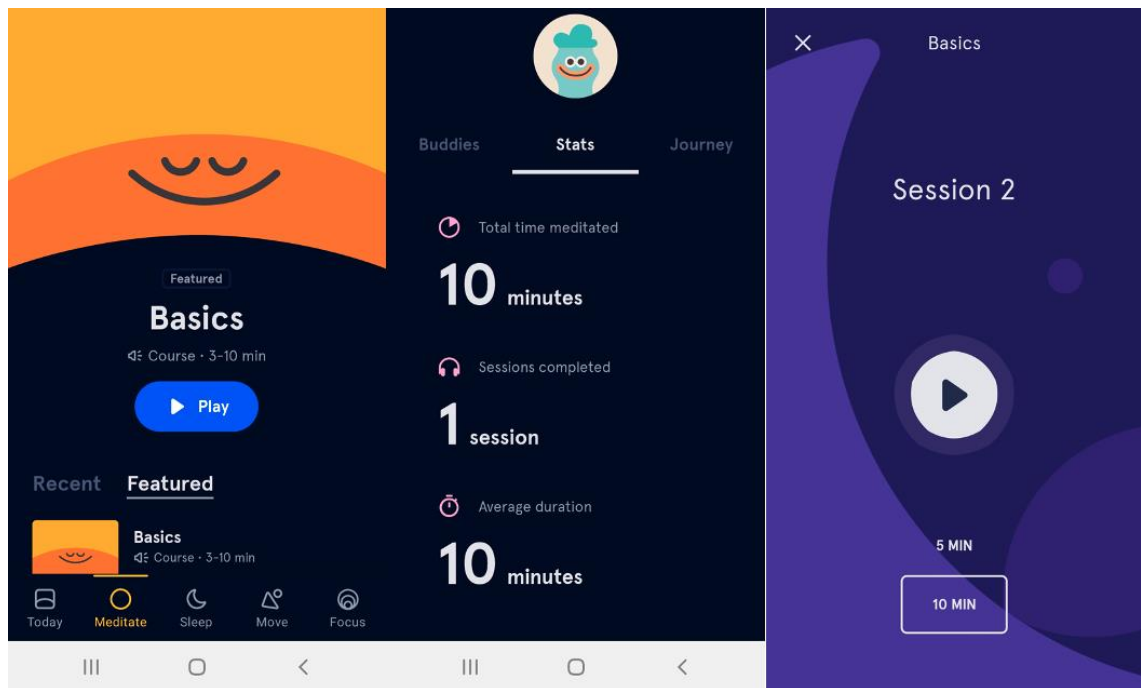 Featured
Basics
Course · 3-10 min
Play
Recent Featured
Basics
Course · 3-10 min
Today Meditate Sleep Move Focus
Buddies Stats Journey
Total time meditated
10 minutes
Sessions completed
1 session
Average duration
10 minutes
Basics
Session 2
5 MIN
10 MIN